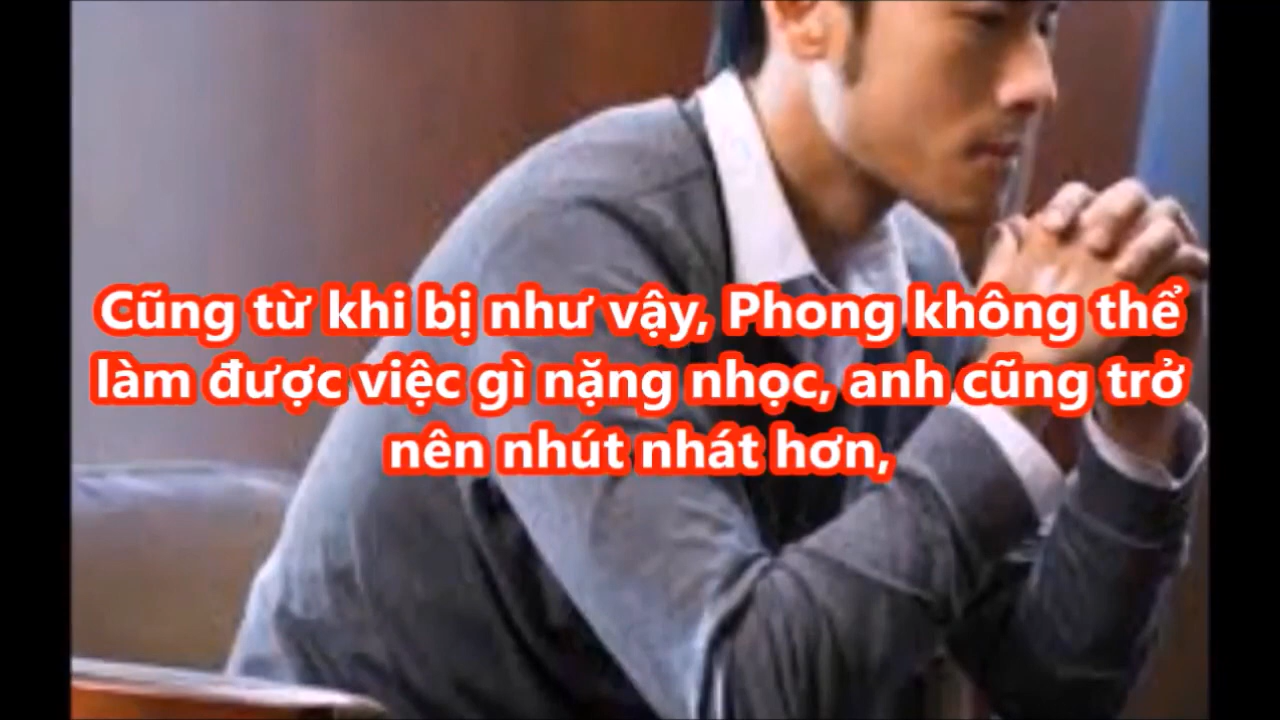 Cũng từ khi bị như vậy, Phong không thể
làm được việc gì nặng nhọc, anh cũng trở
nên nhút nhát hơn,